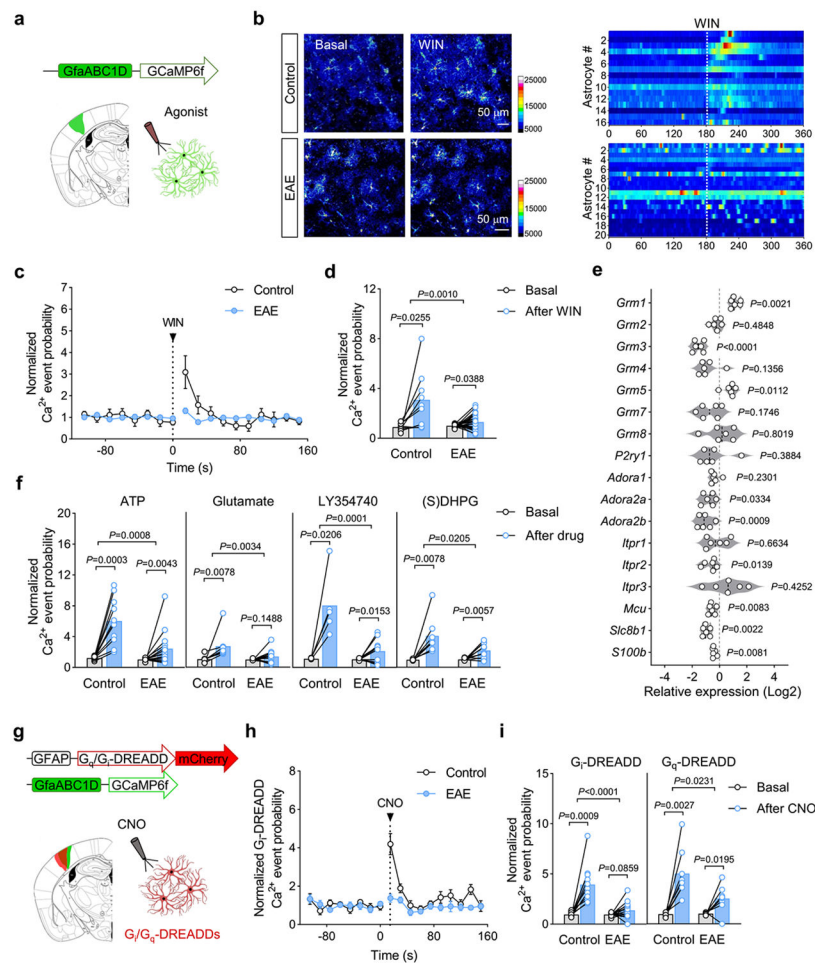 a
GfaABC1D
GCaMP6f
Agonist
b
Basal
WIN
Control
EAE
25000
15000
5000
50 μm
25000
15000
5000
50 μm
WIN
Astrocyte #
2
4
6
8
10
12
14
16
0 60 120 180 240 300 360
Astrocyte #
2
5
8
11
14
17
20
0 60 120 180 240 300 360
c
Control
EAE
WIN
Normalized
Ca2+ event probability
7
6
5
4
3
2
1
0
-80 0 80 160
Time (s)
d
Basal
After WIN
Normalized
Ca2+ event probability
12
8
4
0
P=0.0010
P=0.0255
P=0.0388
Control EAE
e
Grm1 P=0.0021
Grm2 P=0.4848
Grm3 P<0.0001
Grm4 P=0.1356
Grm5 P=0.0112
Grm7 P=0.1746
Grm8 P=0.8019
P2ry1 P=0.3884
Adora1 P=0.2301
Adora2a P=0.0334
Adora2b P=0.0009
Itpr1 P=0.6634
Itpr2 P=0.0139
Itpr3 P=0.4252
Mcu P=0.0083
Slc8b1 P=0.0022
S100b P=0.0081
-4 -2 0 2 4
Relative expression (Log2)
f
ATP Glutamate LY354740 (S)DHPG
Basal
After drug
Normalized
Ca2+ event probability
20
16
12
8
4
0
P=0.0008
P=0.0003
P=0.0043
P=0.0034
P=0.0078
P=0.1488
P=0.0001
P=0.0206
P=0.0153
P=0.0205
P=0.0078
P=0.0057
Control EAE Control EAE Control EAE Control EAE
g
GFAP
Gq/Gi-DREADD
mCherry
GfaABC1D
GCaMP6f
CNO
Gi/Gq-DREADDs
h
Control
EAE
CNO
Normalized Gi-DREADD
Ca2+ event probability
8
6
4
2
0
-80 0 80 160
Time (s)
i
Gi-DREADD Gq-DREADD
Basal
After CNO
Normalized
Ca2+ event probability
15
10
5
0
P<0.0001
P=0.0009
P=0.0859
P=0.0231
P=0.0027
P=0.0195
Control EAE Control EAE